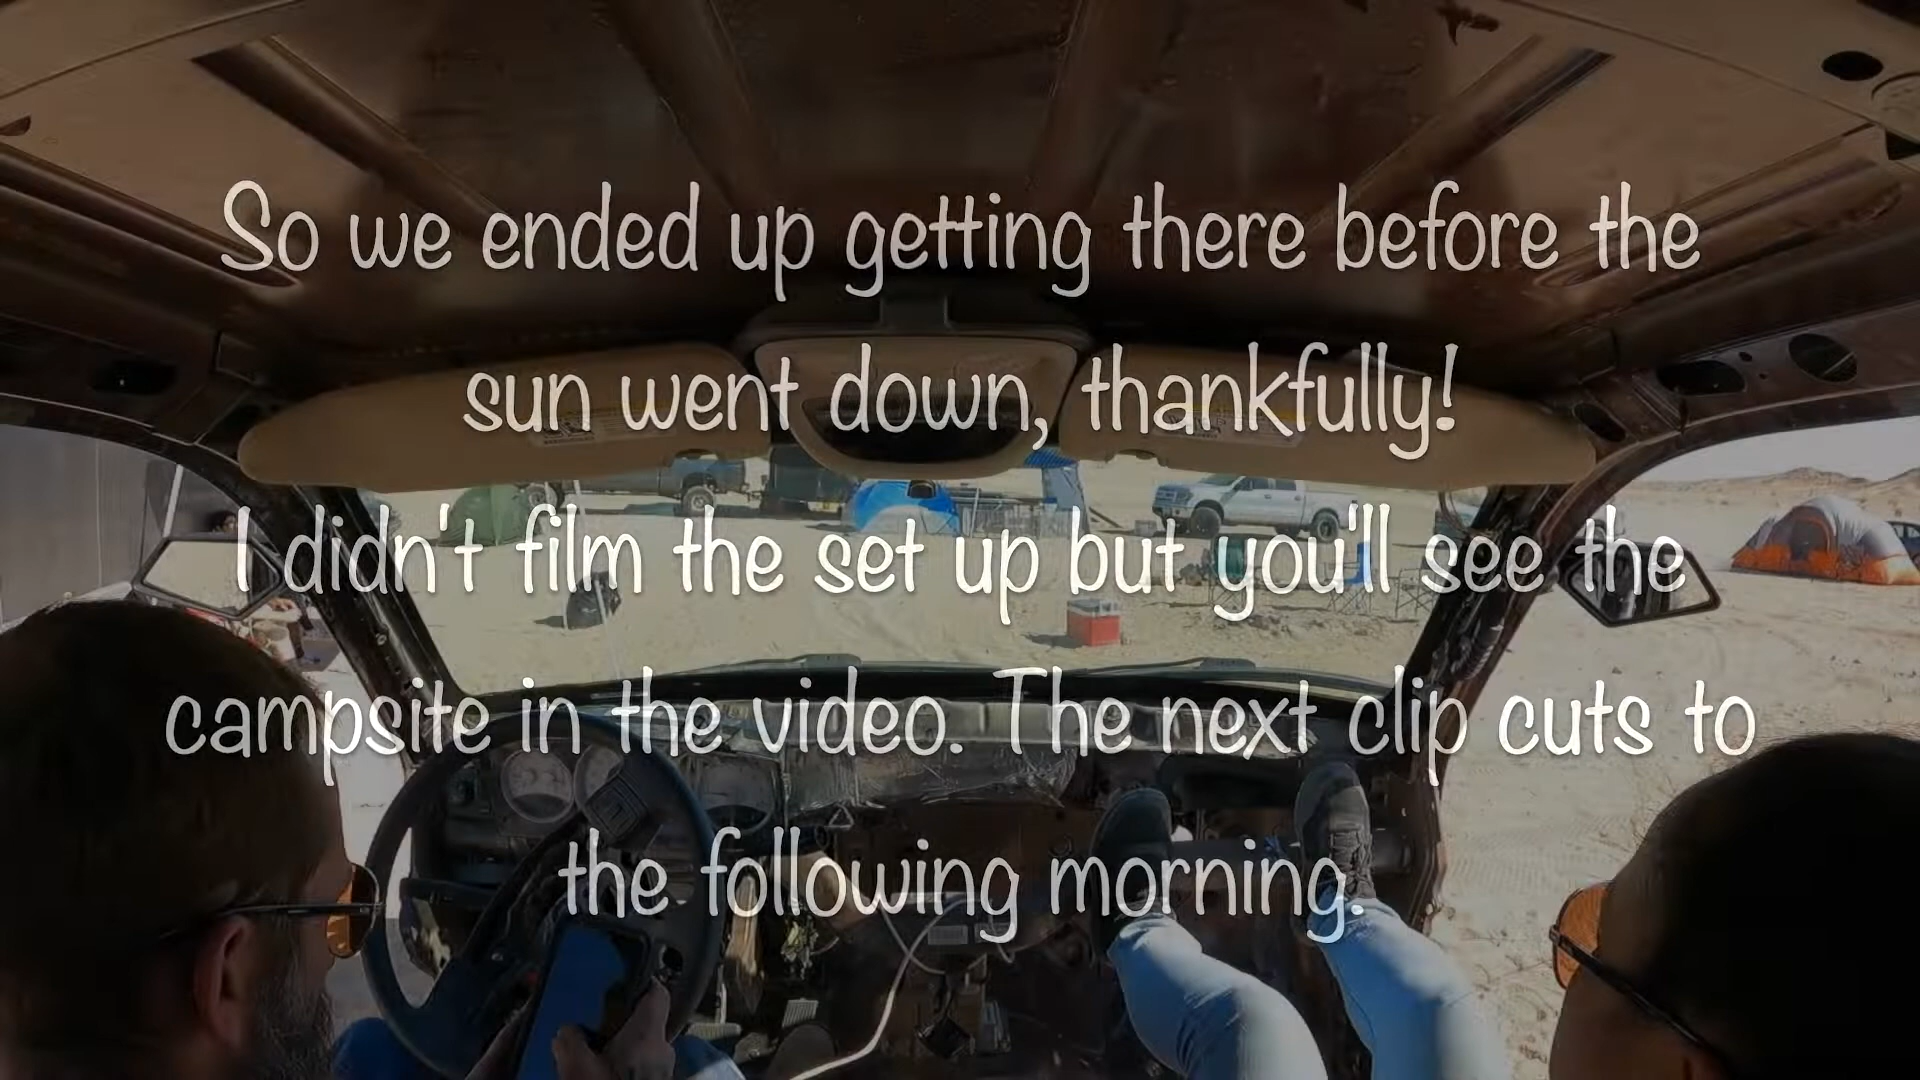 So we ended up getting there before the
sun went down, thankfully!
I didn't film the set up but you'll see the
campsite in the video. The next clip cuts to
the following morning.